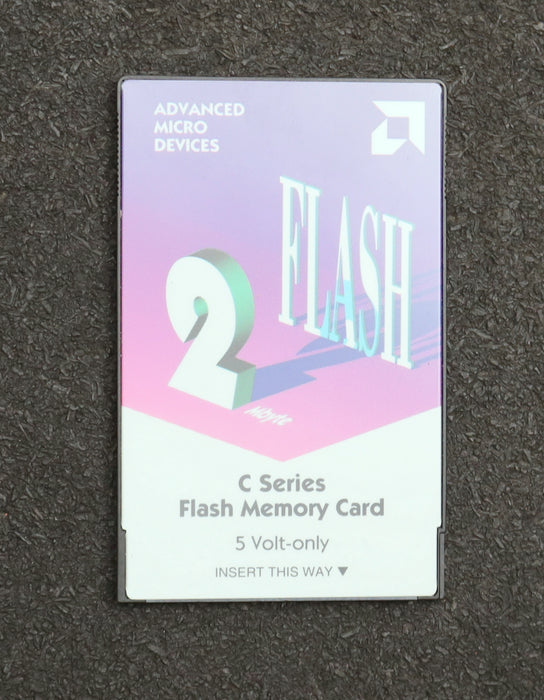 ADVANCED
MICRO
DEVICES
FLASH
2
Mbyte
C Series
Flash Memory Card
5 Volt-only
INSERT THIS WAY ▼